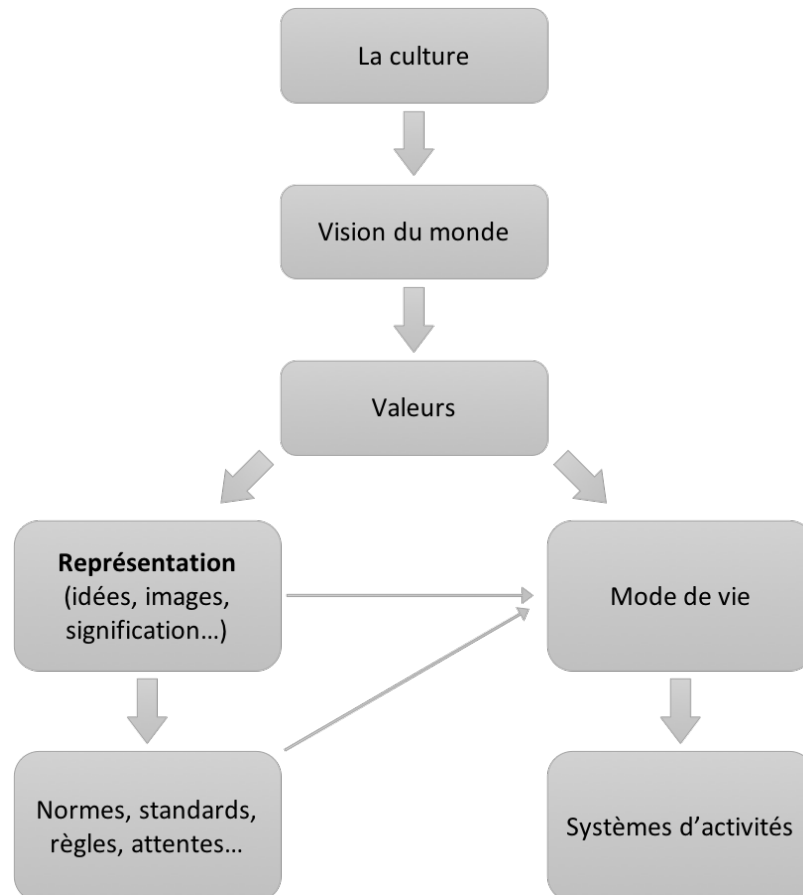 La culture
Vision du monde
Valeurs
Représentation
(idées, images,
signification…)
Mode de vie
Normes, standards,
règles, attentes…
Systèmes d’activités